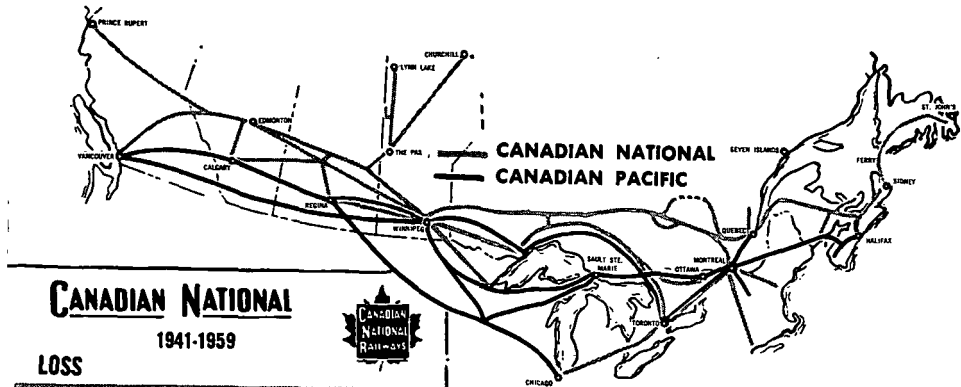 PRINCE RUPERT
CHURCHILL
LYNN LAKE
ST. JOHN'S
EDMONTON
THE PAS
CANADIAN NATIONAL
SEVEN ISLANDS
VANCOUVER
CALGARY
FERRY
CANADIAN PACIFIC
SIDNEY
REGINA
WINNIPEG
QUEBEC
HALIFAX
SAULT STE.
MARIE
OTTAWA
MONTREAL
CANADIAN NATIONAL
1941-1959
CANADIAN
NATIONAL
RAILWAYS
TORONTO
LOSS
CHICAGO